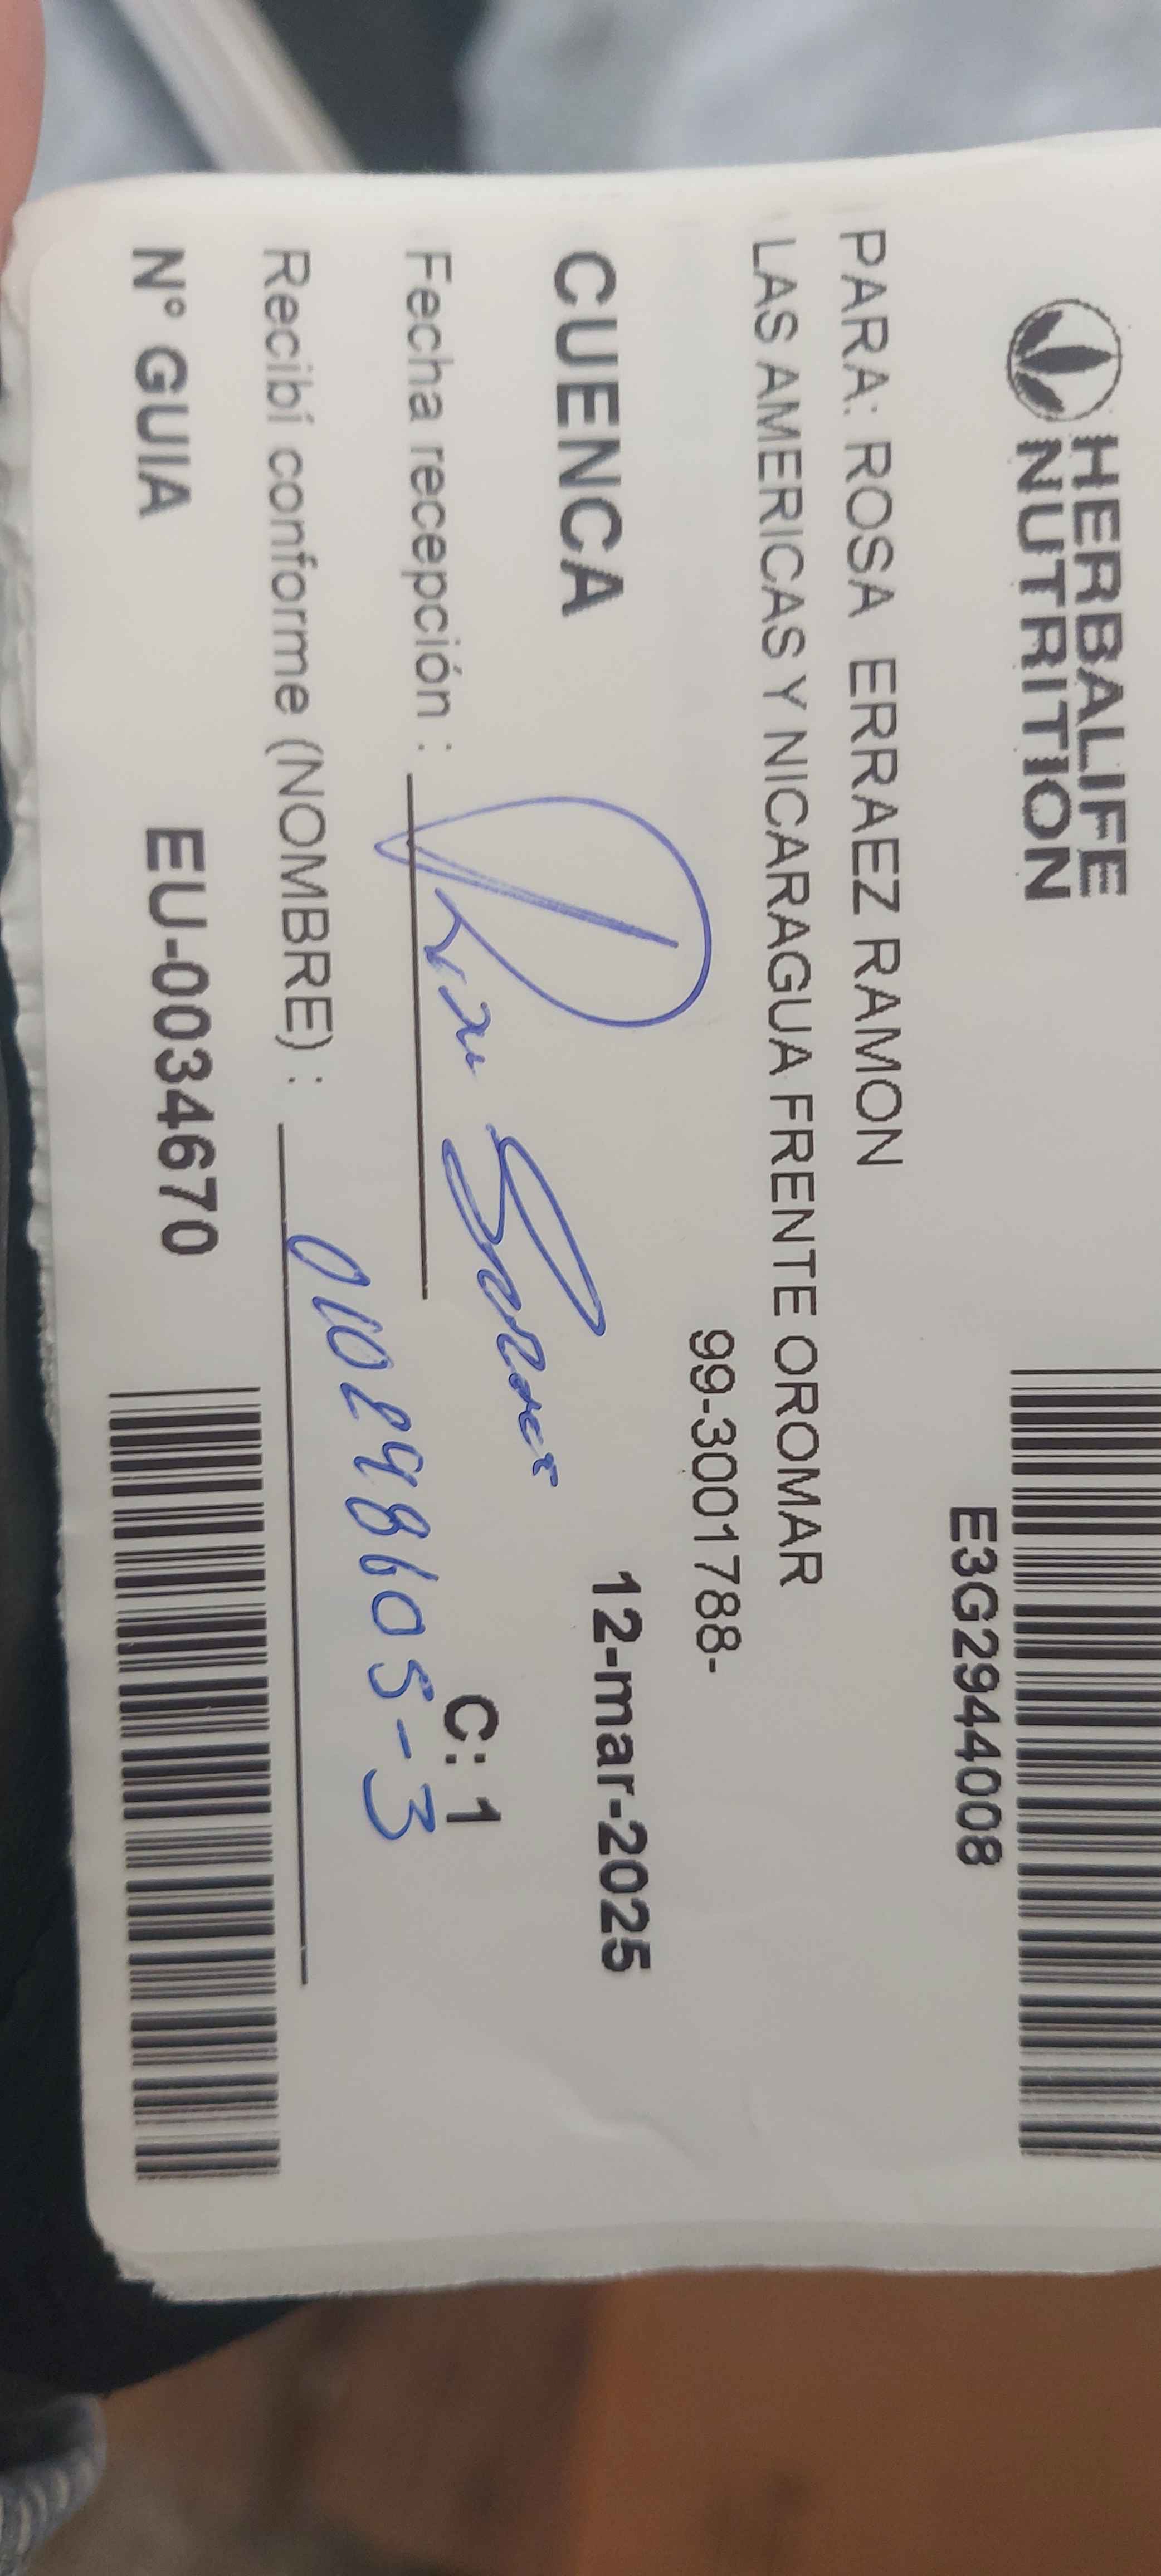 HERBALIFE
NUTRITION
E3G2944008
PARA: ROSA ERRAEZ RAMON
LAS AMERICAS Y NICARAGUA FRENTE OROMAR
99-3001788-
CUENCA 12-mar-2025
Fecha recepción :
C: 1
Recibí conforme (NOMBRE) : 010298605-3
N° GUIA EU-0034670